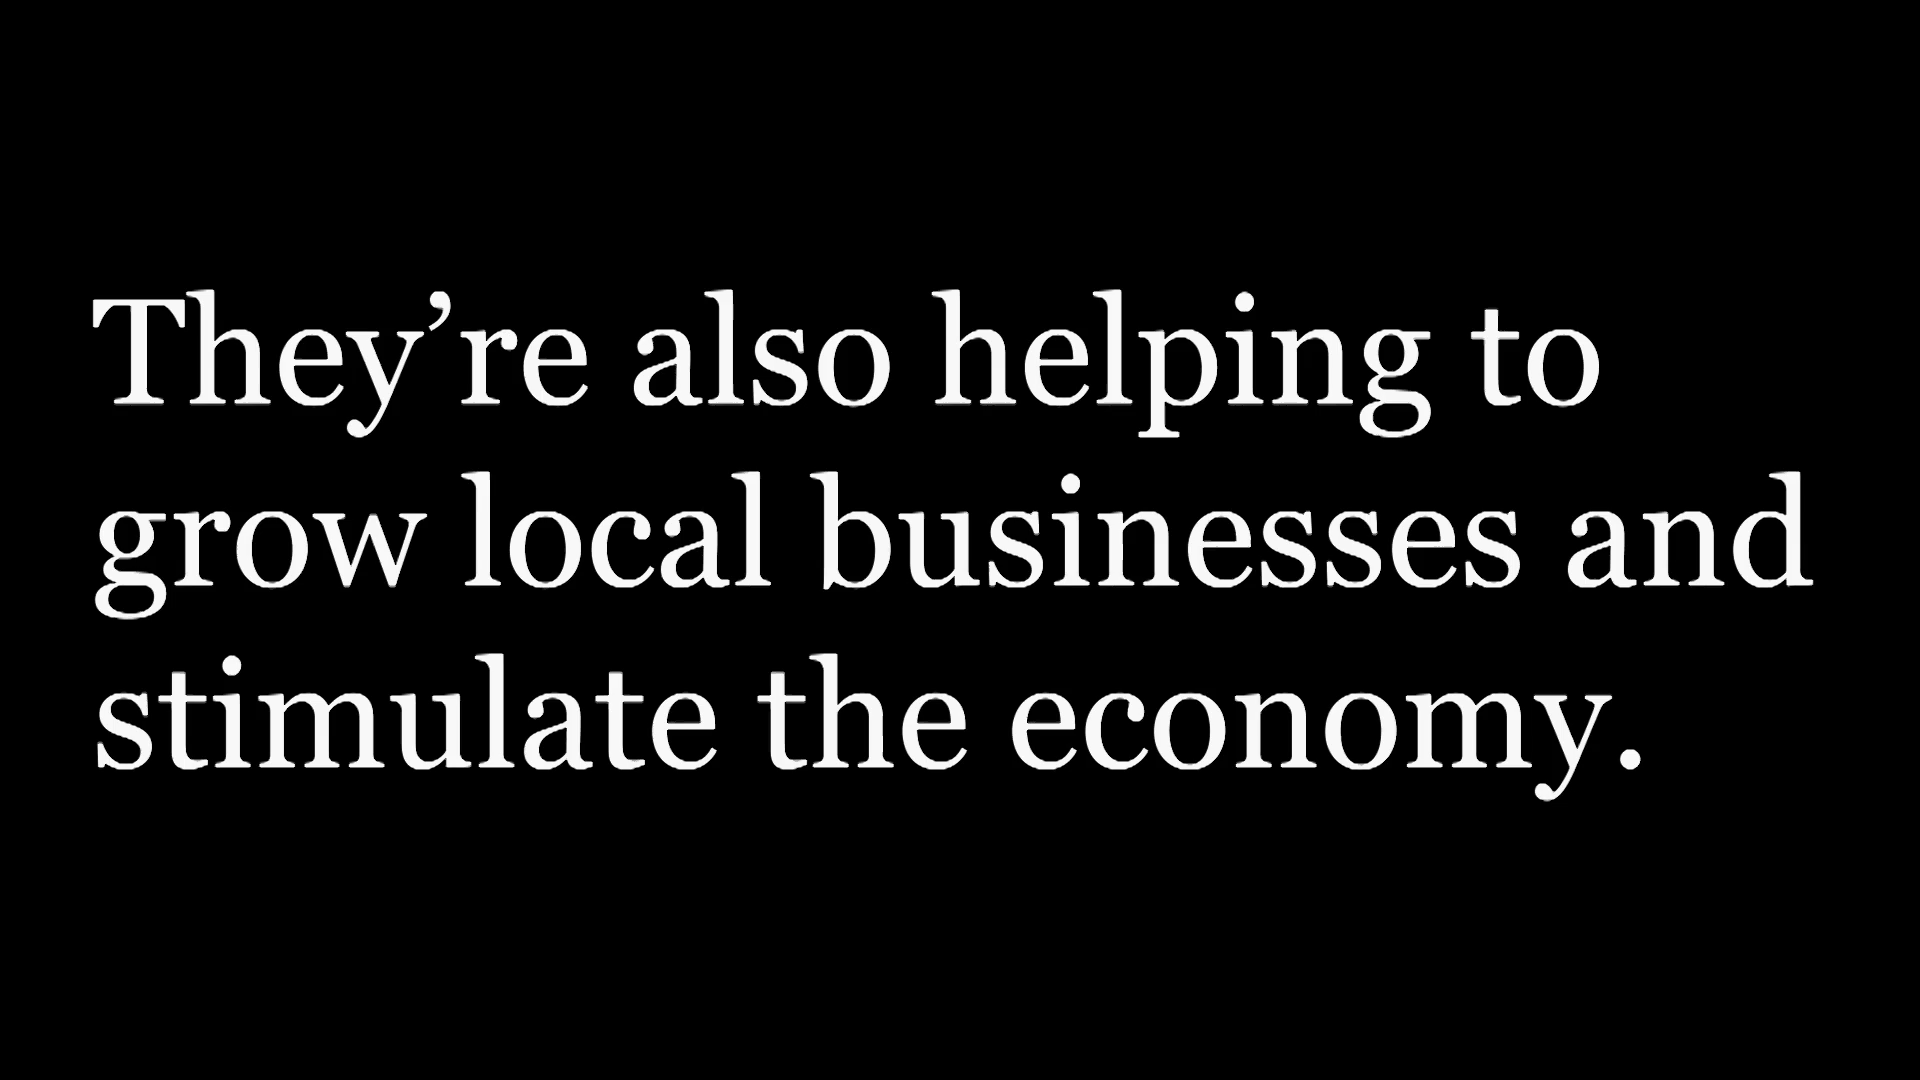 They’re also helping to
grow local businesses and
stimulate the economy.